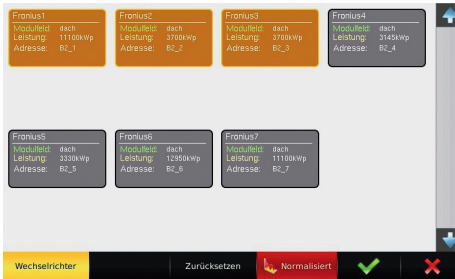 Fronius1
Modulfeld: dach
Leistung: 11100kWp
Adresse: B2_1
Fronius2
Modulfeld: dach
Leistung: 3700kWp
Adresse: B2_2
Fronius3
Modulfeld: dach
Leistung: 3700kWp
Adresse: B2_3
Fronius4
Modulfeld: dach
Leistung: 3145kWp
Adresse: B2_4
Fronius5
Modulfeld: dach
Leistung: 3330kWp
Adresse: B2_5
Fronius6
Modulfeld: dach
Leistung: 12950kWp
Adresse: B2_6
Fronius7
Modulfeld: dach
Leistung: 11100kWp
Adresse: B2_7
Wechselrichter Zurücksetzen Normalisiert